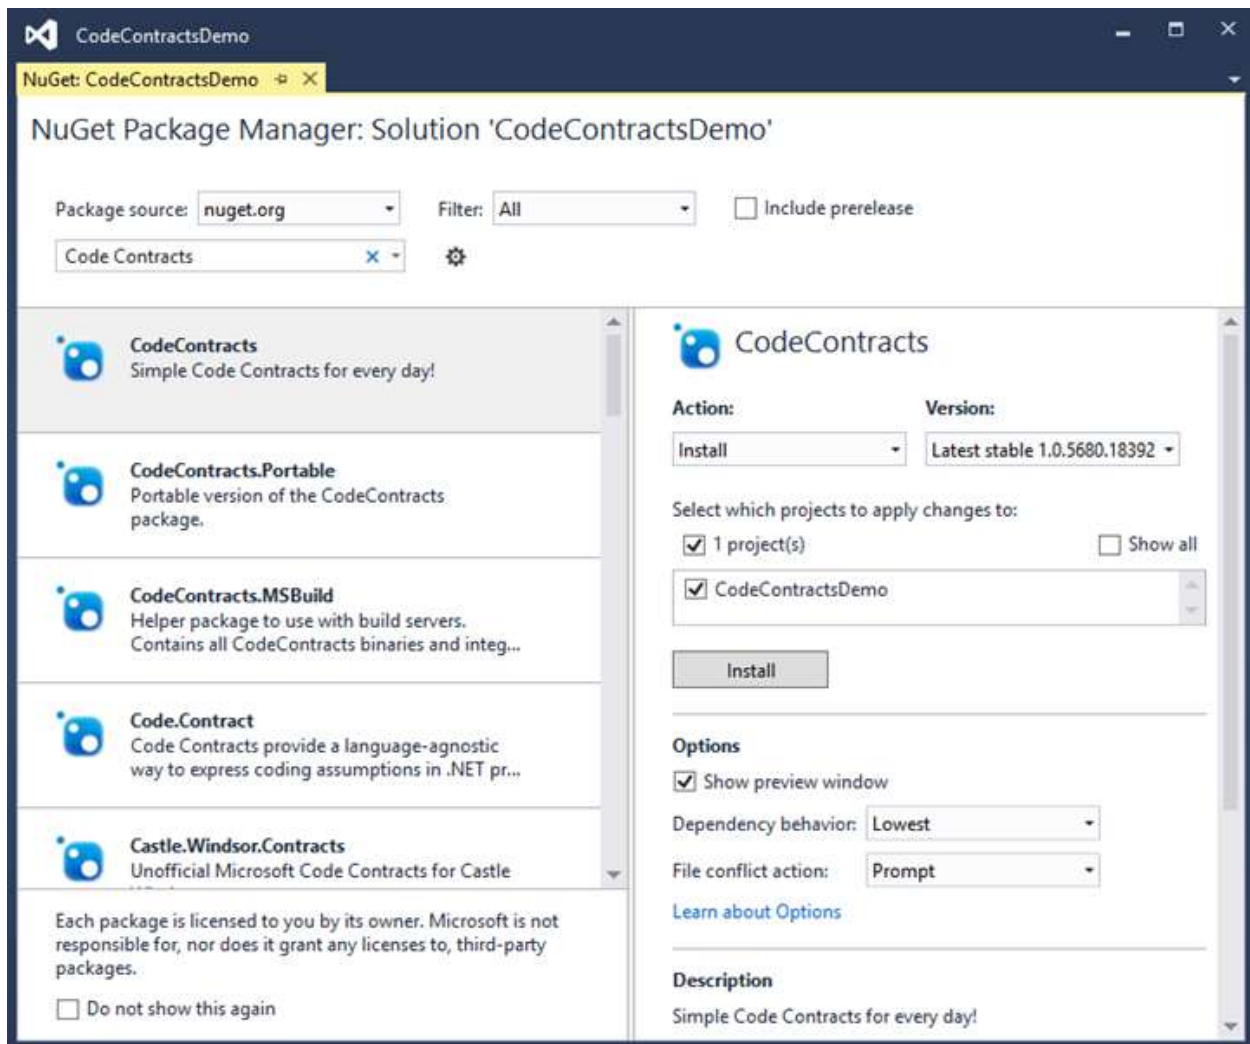 CodeContractsDemo
NuGet: CodeContractsDemo
NuGet Package Manager: Solution 'CodeContractsDemo'
Package source: nuget.org Filter: All Include prerelease
Code Contracts
CodeContracts
Simple Code Contracts for every day!
CodeContracts.Portable
Portable version of the CodeContracts
package.
CodeContracts.MSBuild
Helper package to use with build servers.
Contains all CodeContracts binaries and integ...
Code.Contract
Code Contracts provide a language-agnostic
way to express coding assumptions in .NET pr...
Castle.Windsor.Contracts
Unofficial Microsoft Code Contracts for Castle
Each package is licensed to you by its owner. Microsoft is not
responsible for, nor does it grant any licenses to, third-party
packages.
Do not show this again
CodeContracts
Action: Version:
Install Latest stable 1.0.5680.18392
Select which projects to apply changes to:
1 project(s) Show all
CodeContractsDemo
Install
Options
Show preview window
Dependency behavior: Lowest
File conflict action: Prompt
Learn about Options
Description
Simple Code Contracts for every day!